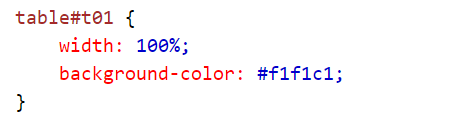 table#t01 {
    width: 100%;
    background-color: #f1f1c1;
}